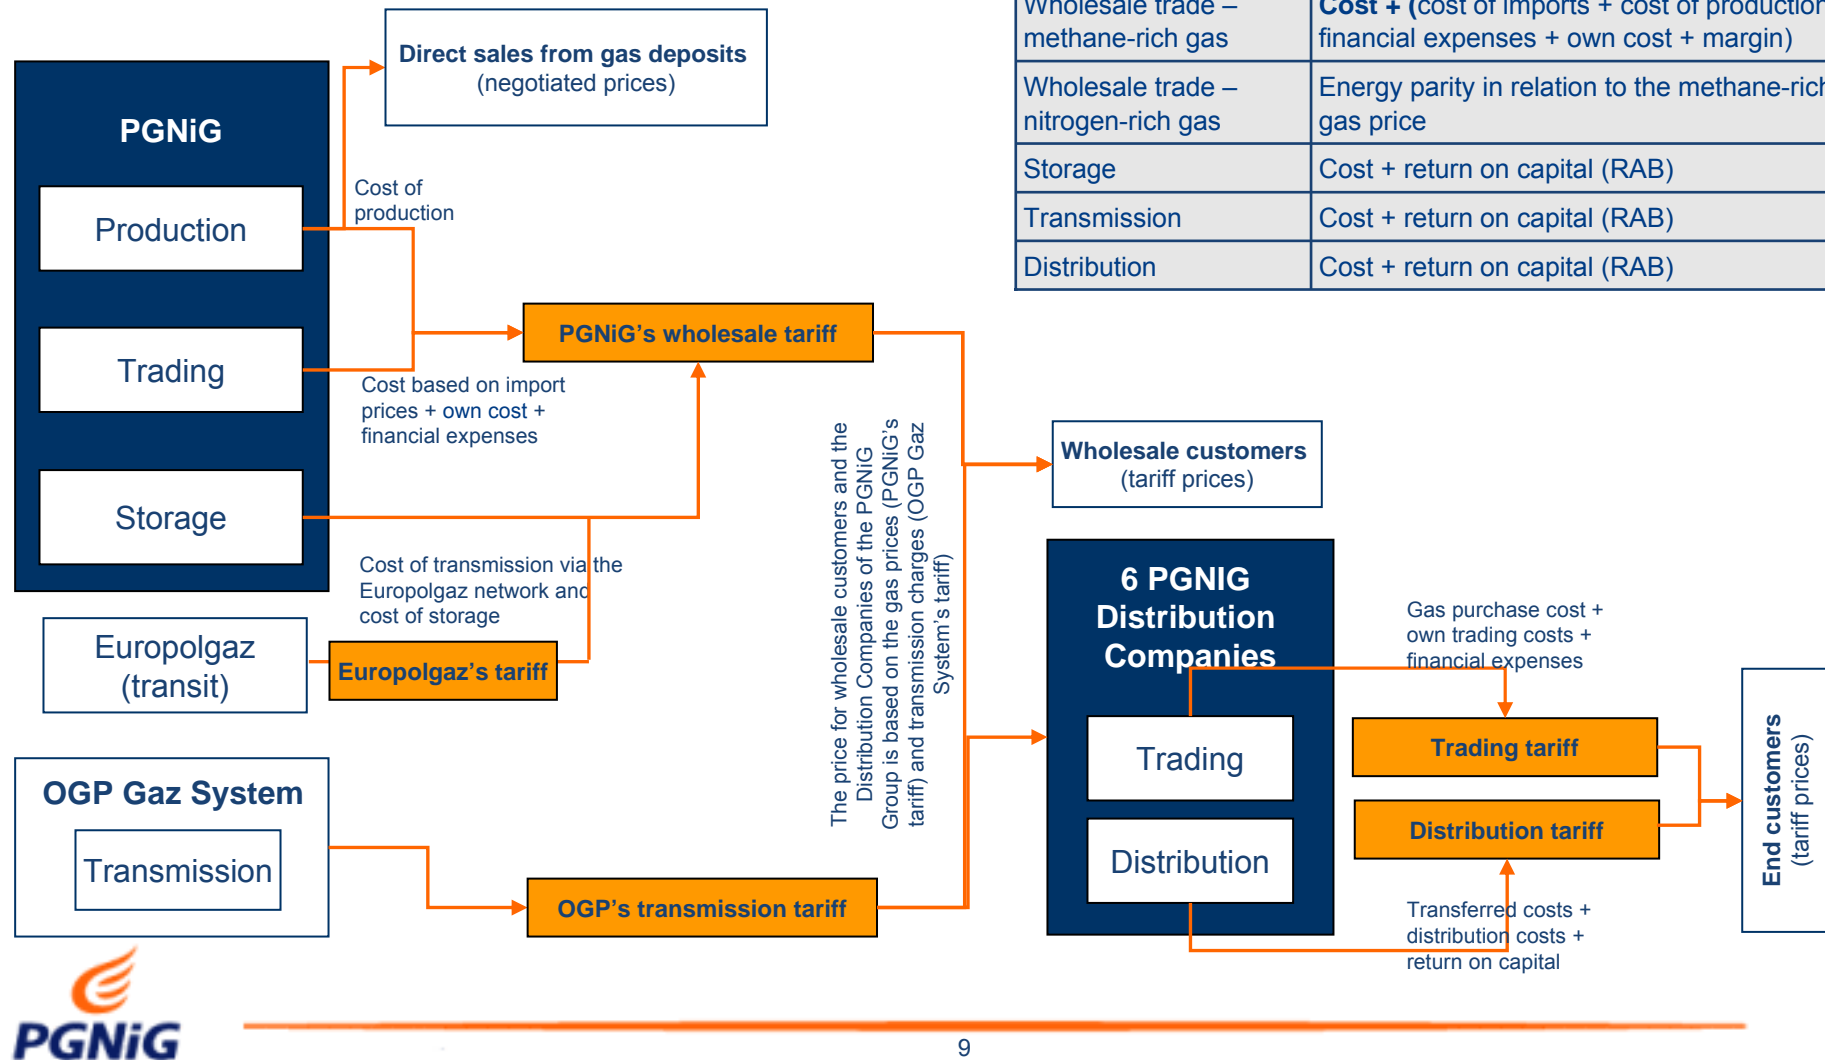 Wholesale trade –
methane-rich gas
Cost + (cost of imports + cost of production
financial expenses + own cost + margin)
Wholesale trade –
nitrogen-rich gas
Energy parity in relation to the methane-rich
gas price
Storage
Cost + return on capital (RAB)
Transmission
Cost + return on capital (RAB)
Distribution
Cost + return on capital (RAB)
Direct sales from gas deposits
(negotiated prices)
PGNiG
Production
Trading
Storage
Cost of
production
PGNiG’s wholesale tariff
Cost based on import
prices + own cost +
financial expenses
Cost of transmission via the
Europolgaz network and
cost of storage
Europolgaz
(transit)
Europolgaz’s tariff
OGP Gaz System
Transmission
OGP’s transmission tariff
The price for wholesale customers and the
Distribution Companies of the PGNiG
Group is based on the gas prices (PGNiG’s
tariff) and transmission charges (OGP Gaz
System’s tariff)
Wholesale customers
(tariff prices)
6 PGNIG
Distribution
Companies
Trading
Distribution
Gas purchase cost +
own trading costs +
financial expenses
Trading tariff
Distribution tariff
Transferred costs +
distribution costs +
return on capital
End customers
(tariff prices)
PGNiG
9